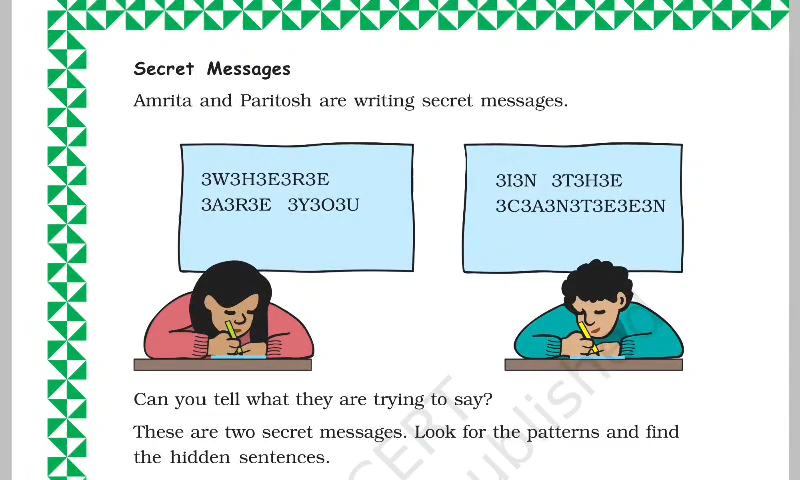 Secret Messages
Amrita and Paritosh are writing secret messages.
3W3H3E3R3E
3A3R3E 3Y3O3U
3I3N 3T3H3E
3C3A3N3T3E3E3N
Can you tell what they are trying to say?
These are two secret messages. Look for the patterns and find
the hidden sentences.